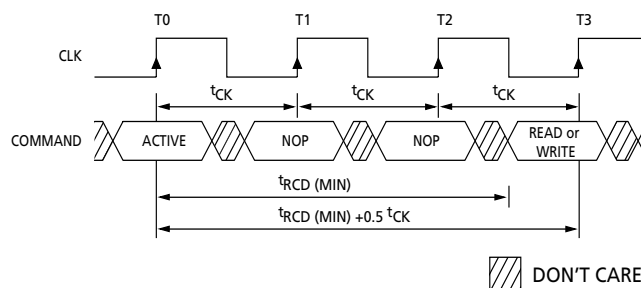 T0 T1 T2 T3
CLK
tCK tCK tCK
COMMAND ACTIVE NOP NOP READ or
WRITE
tRCD (MIN)
tRCD (MIN) +0.5 tCK
DON'T CARE